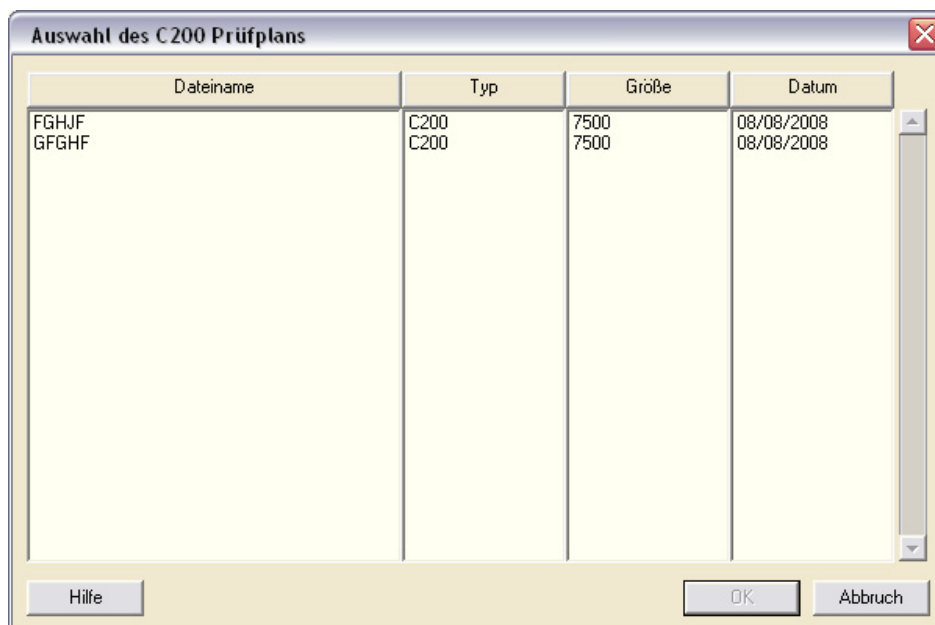 Auswahl des C200 Prüfplans
Dateiname Typ Größe Datum
FGHJF C200 7500 08/08/2008
GFGHF C200 7500 08/08/2008
Hilfe OK Abbruch